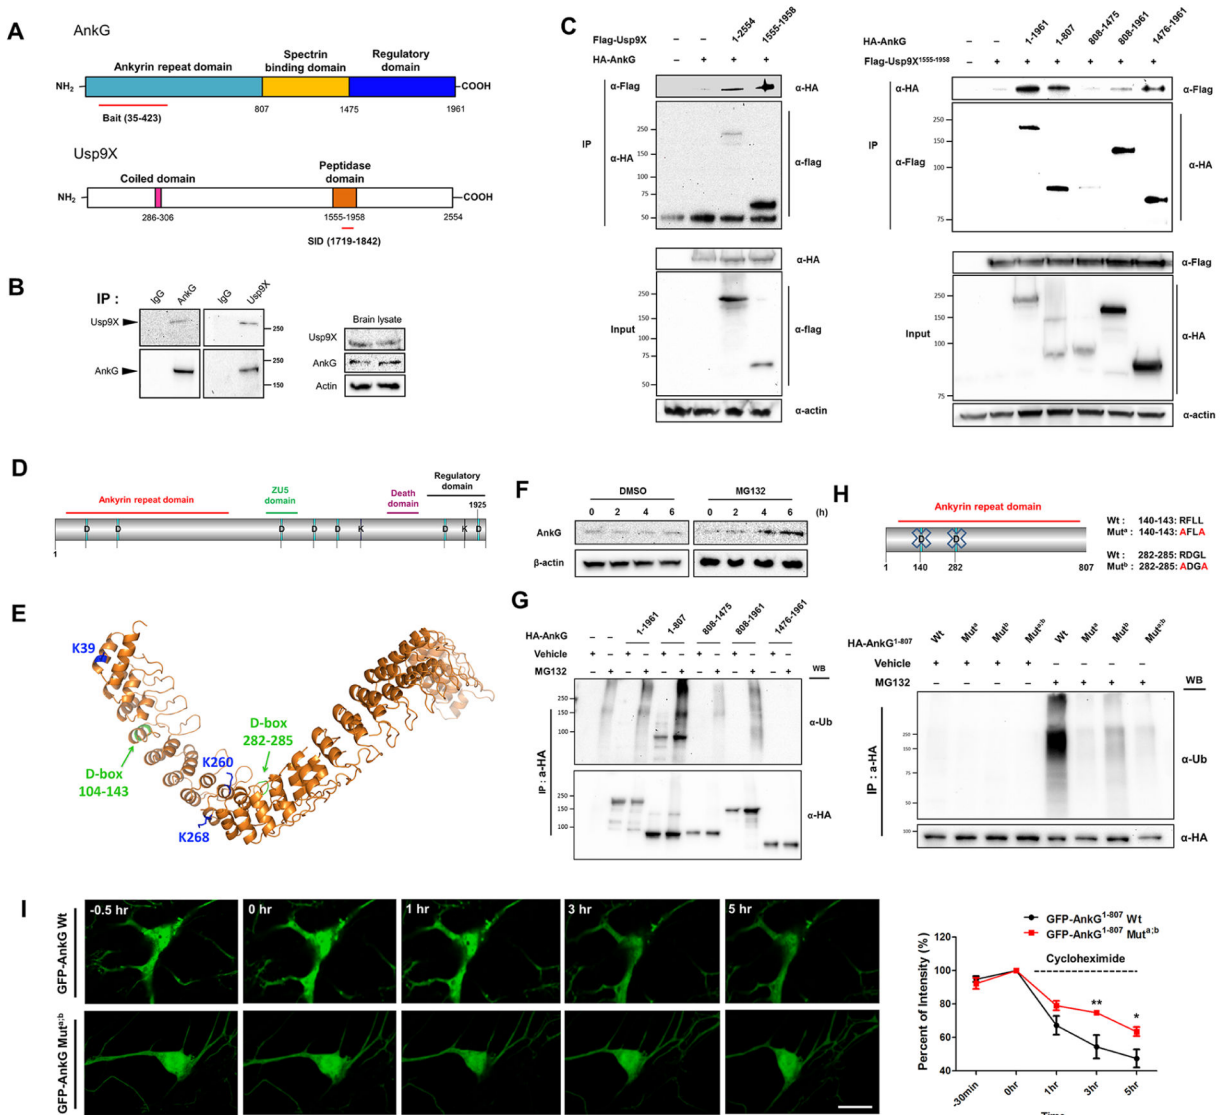 A
AnkG
Ankyrin repeat domain
Spectrin
binding domain
Regulatory
domain
NH2
COOH
Bait (35-423)
807
1475
1961
Usp9X
Coiled domain
Peptidase
domain
NH2
COOH
286-306
1555-1958
2554
SID (1719-1842)
B
IP :
IgG
AnkG
IgG
Usp9X
Usp9X
250
AnkG
250
150
Brain lysate
Usp9X
AnkG
Actin
C
Flag-Usp9X
– – 1-2554 1555-1958
HA-AnkG
– + + +
IP
α-Flag
α-HA
α-HA
α-flag
250
150
100
75
50
α-HA
Input
250
150
100
75
50
α-flag
α-actin
HA-AnkG
– – 1-1961 1-807 808-1475 808-1961 1476-1961
Flag-Usp9X1555-1958
– + + + + + +
IP
α-HA
α-Flag
α-Flag
α-HA
250
150
100
75
α-Flag
Input
250
150
100
75
α-HA
α-actin
D
Ankyrin repeat domain
ZU5
domain
Death
domain
Regulatory
domain
1925
D D D D D K D K D
1
E
K39
D-box
104-143
K260
K268
D-box
282-285
F
DMSO
MG132
0 2 4 6 0 2 4 6 (h)
AnkG
β-actin
G
HA-AnkG
– – 1-1961 1-807 808-1475 808-1961 1476-1961
Vehicle
+ – + – + – + – + – + –
MG132
– + – + – + – + – + – +
WB
IP : a-HA
250
150
100
α-Ub
250
150
100
α-HA
H
Ankyrin repeat domain
D D
1 140 282 807
Wt : 140-143: RFLL
Muta : 140-143: AFLA
Wt : 282-285: RDGL
Mutb : 282-285: ADGA
HA-AnkG1-807
Wt Muta Mutb Muta;b Wt Muta Mutb Muta;b
Vehicle
+ + + + – – – –
MG132
– – – – + + + +
WB
IP : a-HA
250
150
75
50
α-Ub
100
α-HA
I
GFP-AnkG Wt
-0.5 hr
0 hr
1 hr
3 hr
5 hr
GFP-AnkG Muta;b
GFP-AnkG1-807 Wt
GFP-AnkG1-807 Muta;b
Cycloheximide
Percent of Intensity (%)
120
100
80
60
40
**
*
-30min
0hr
1hr
3hr
5hr